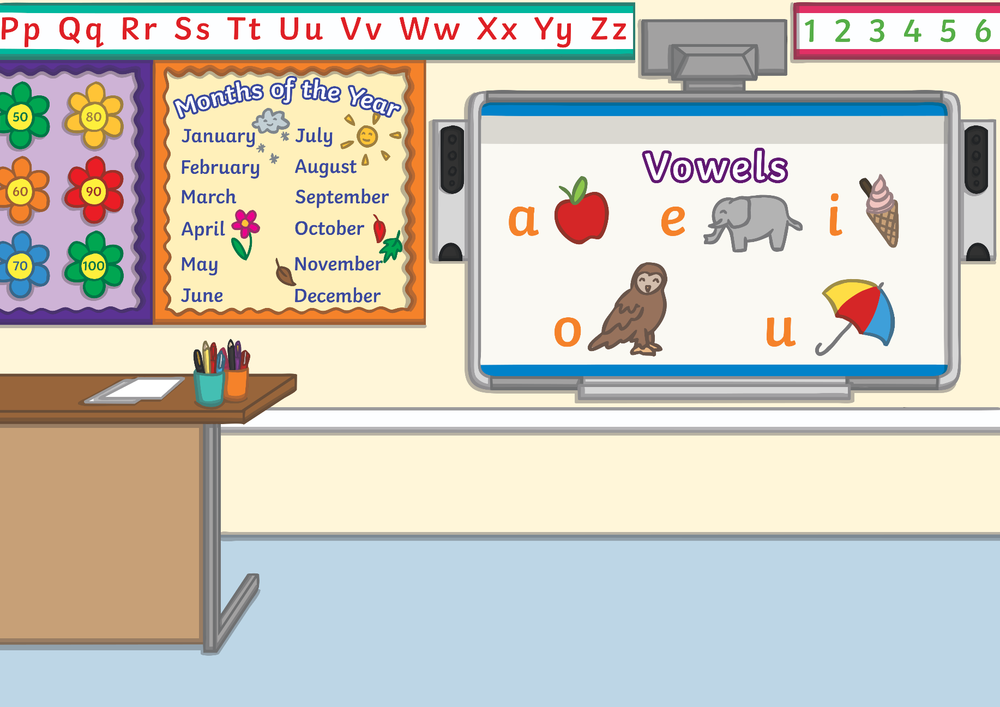 Pp Qq Rr Ss Tt Uu Vv Ww Xx Yy Zz
1 2 3 4 5 6
50 80
60 90
70 100
Months of the Year
January
February
March
April
May
June
July
August
September
October
November
December
Vowels
a e i
o u